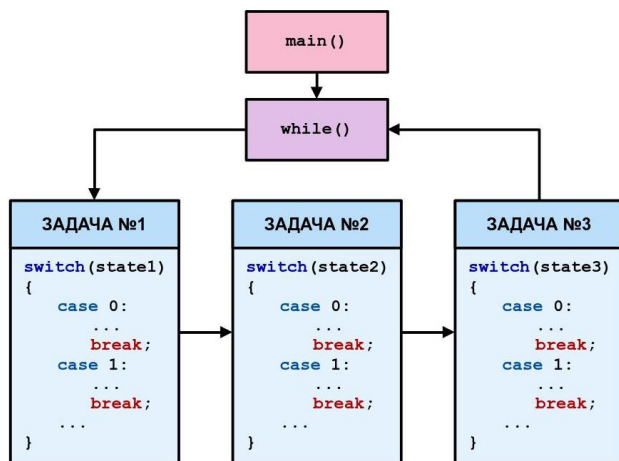 main()
while()
ЗАДАЧА №1
switch(state1)
{
case 0:
...
break;
case 1:
...
break;
...
}
ЗАДАЧА №2
switch(state2)
{
case 0:
...
break;
case 1:
...
break;
...
}
ЗАДАЧА №3
switch(state3)
{
case 0:
...
break;
case 1:
...
break;
...
}